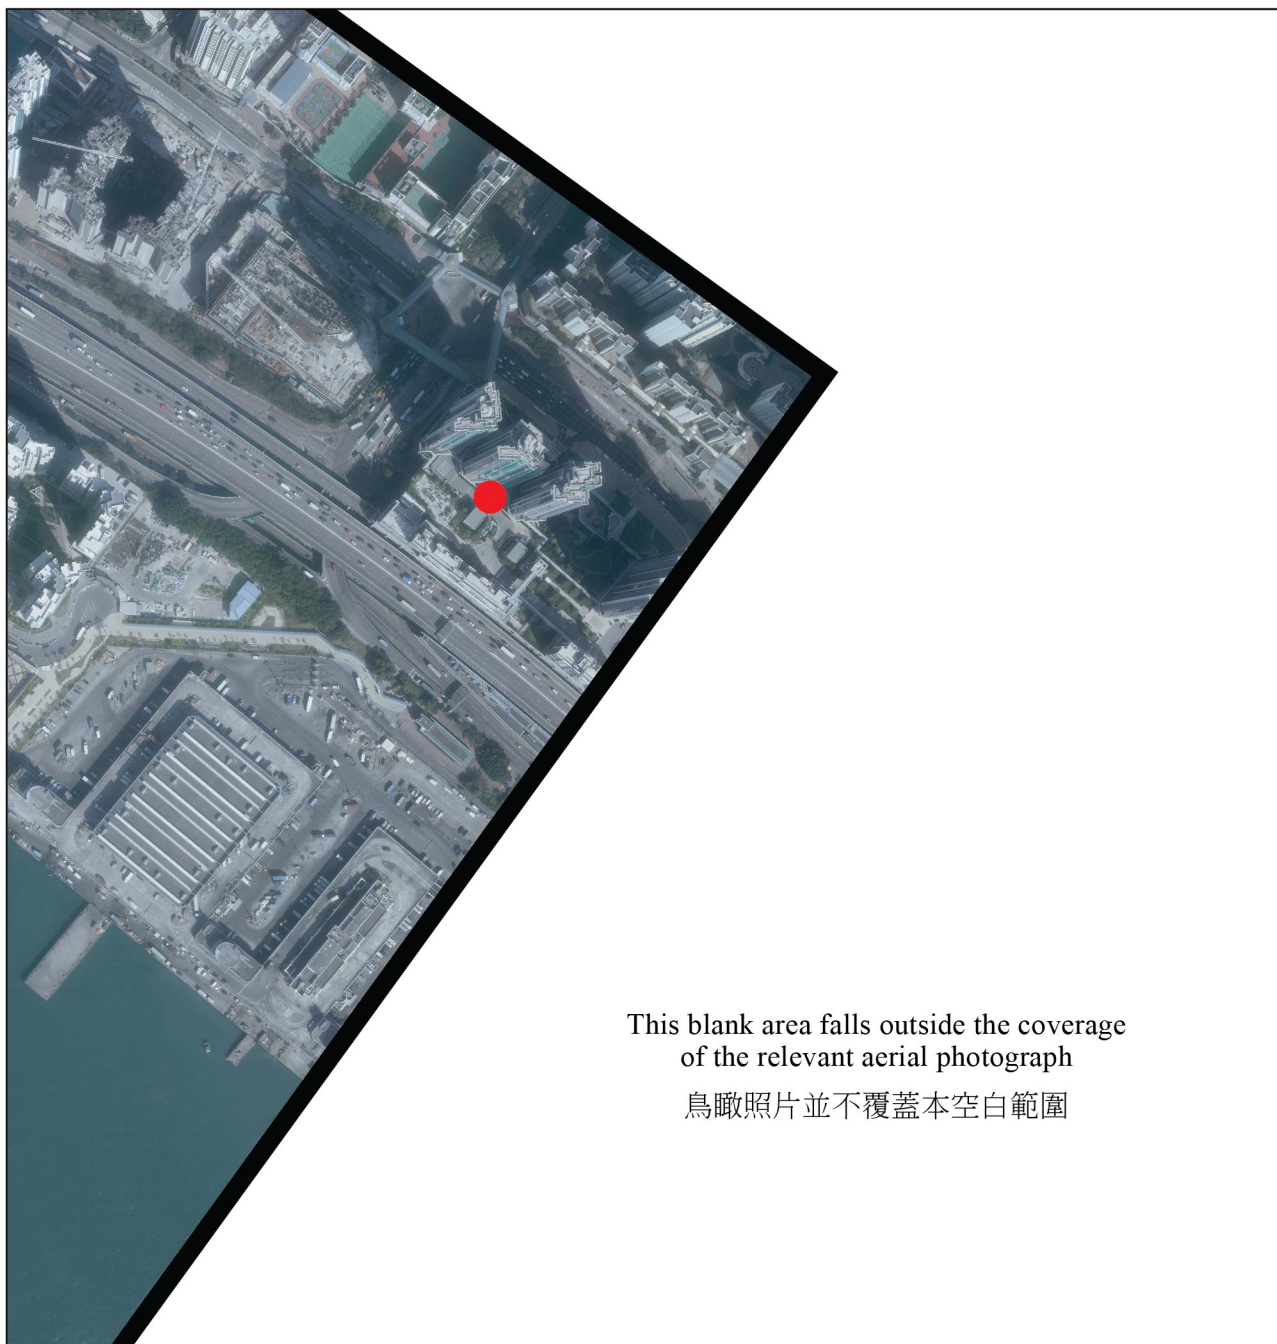 This blank area falls outside the coverage
of the relevant aerial photograph
鳥瞰照片並不覆蓋本空白範圍